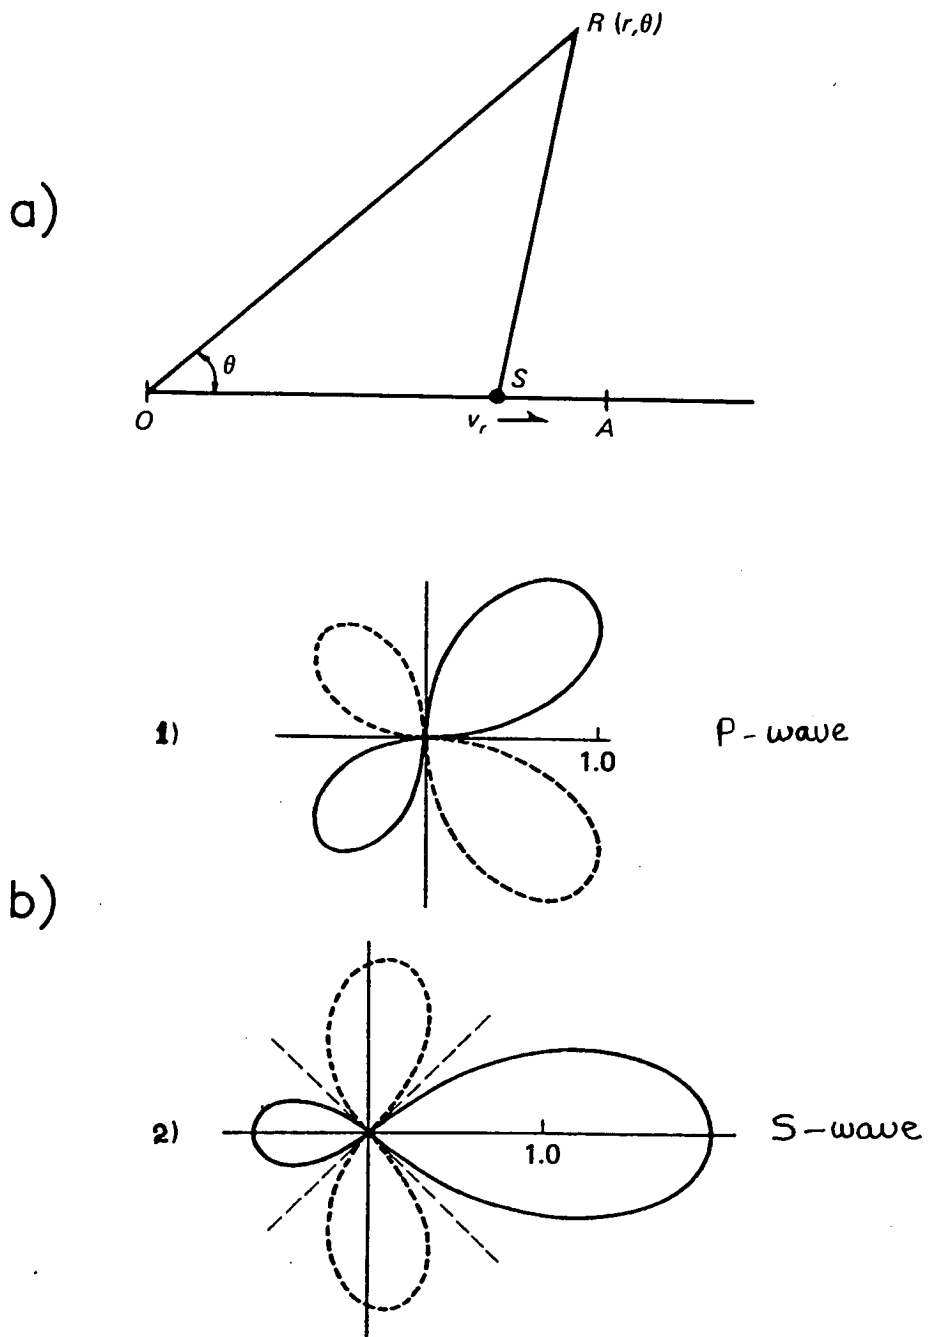 R (r,θ)
a)
θ
S
O
v_r
A
1)
1.0
P-wave
b)
2)
1.0
S-wave